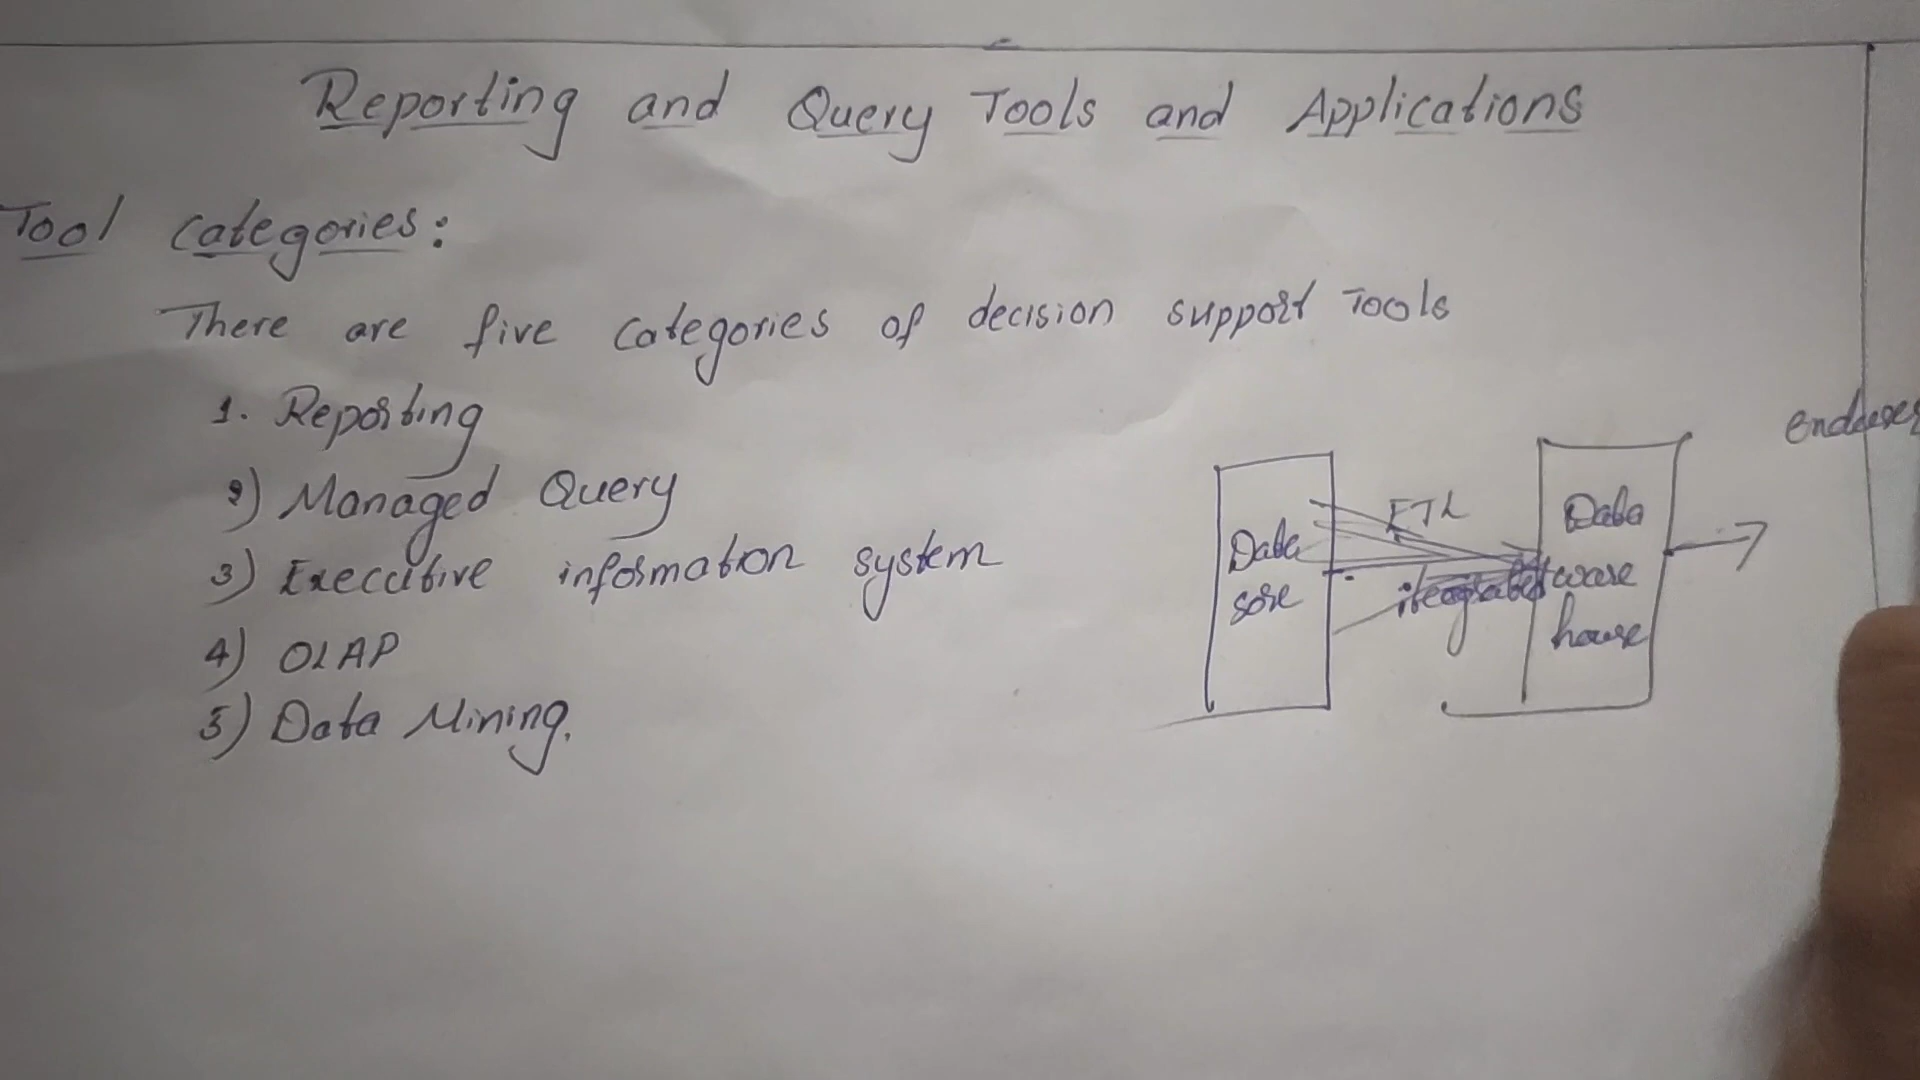 Reporting and Query Tools and Applications
Tool categories:
There are five categories of decision support Tools
1. Reporting
2) Managed Query
3) Executive information system
4) OLAP
5) Data Mining.
Data
sore
ETL
Data
ware
house
enduser